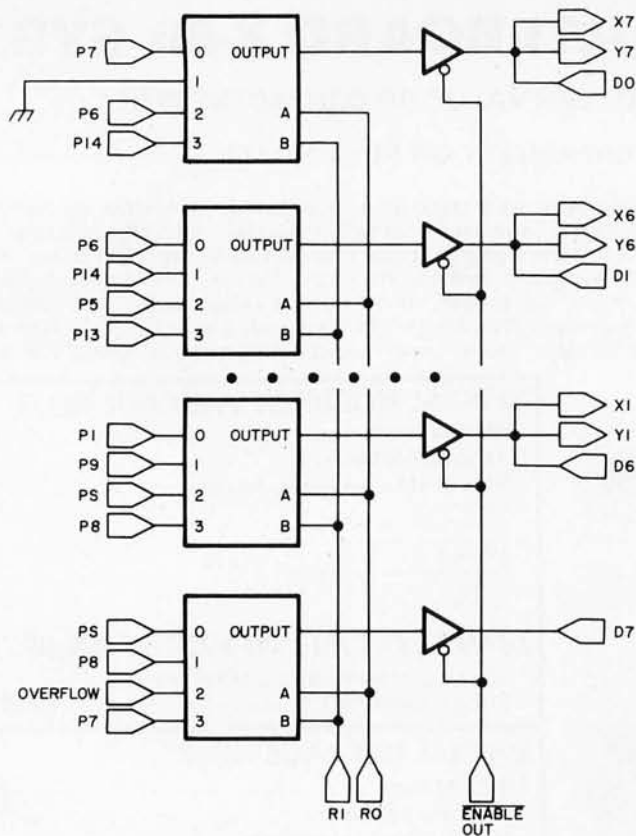 P7 0 OUTPUT X7
1 Y7
P6 2 A D0
P14 3 B
P6 0 OUTPUT X6
P14 1 Y6
P5 2 A D1
P13 3 B
P1 0 OUTPUT X1
P9 1 Y1
PS 2 A D6
P8 3 B
PS 0 OUTPUT D7
P8 1
OVERFLOW 2 A
P7 3 B
R1 R0 ENABLE
OUT